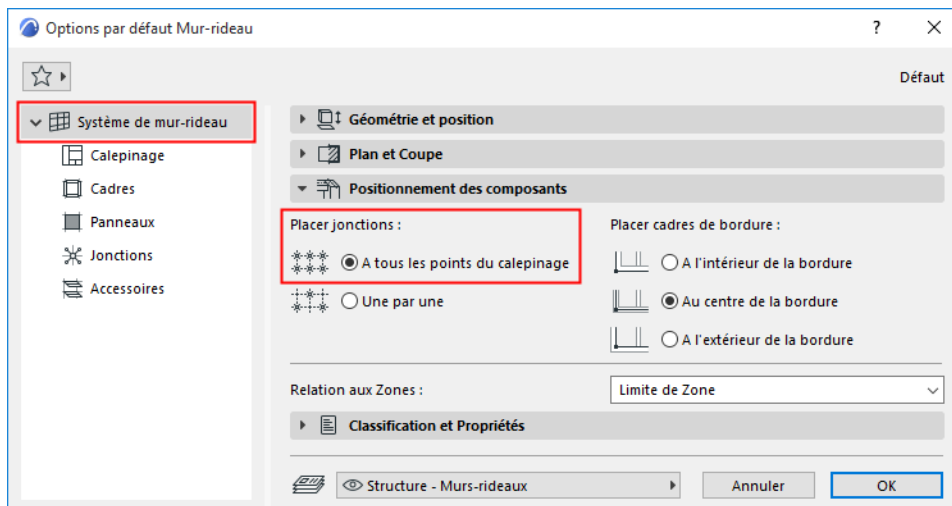 Options par défaut Mur-rideau
?
Défaut
Système de mur-rideau
Calepinage
Cadres
Panneaux
Jonctions
Accessoires
Géométrie et position
Plan et Coupe
Positionnement des composants
Placer jonctions :
A tous les points du calepinage
Une par une
Placer cadres de bordure :
A l'intérieur de la bordure
Au centre de la bordure
A l'extérieur de la bordure
Relation aux Zones :
Limite de Zone
Classification et Propriétés
Structure - Murs-rideaux
Annuler
OK